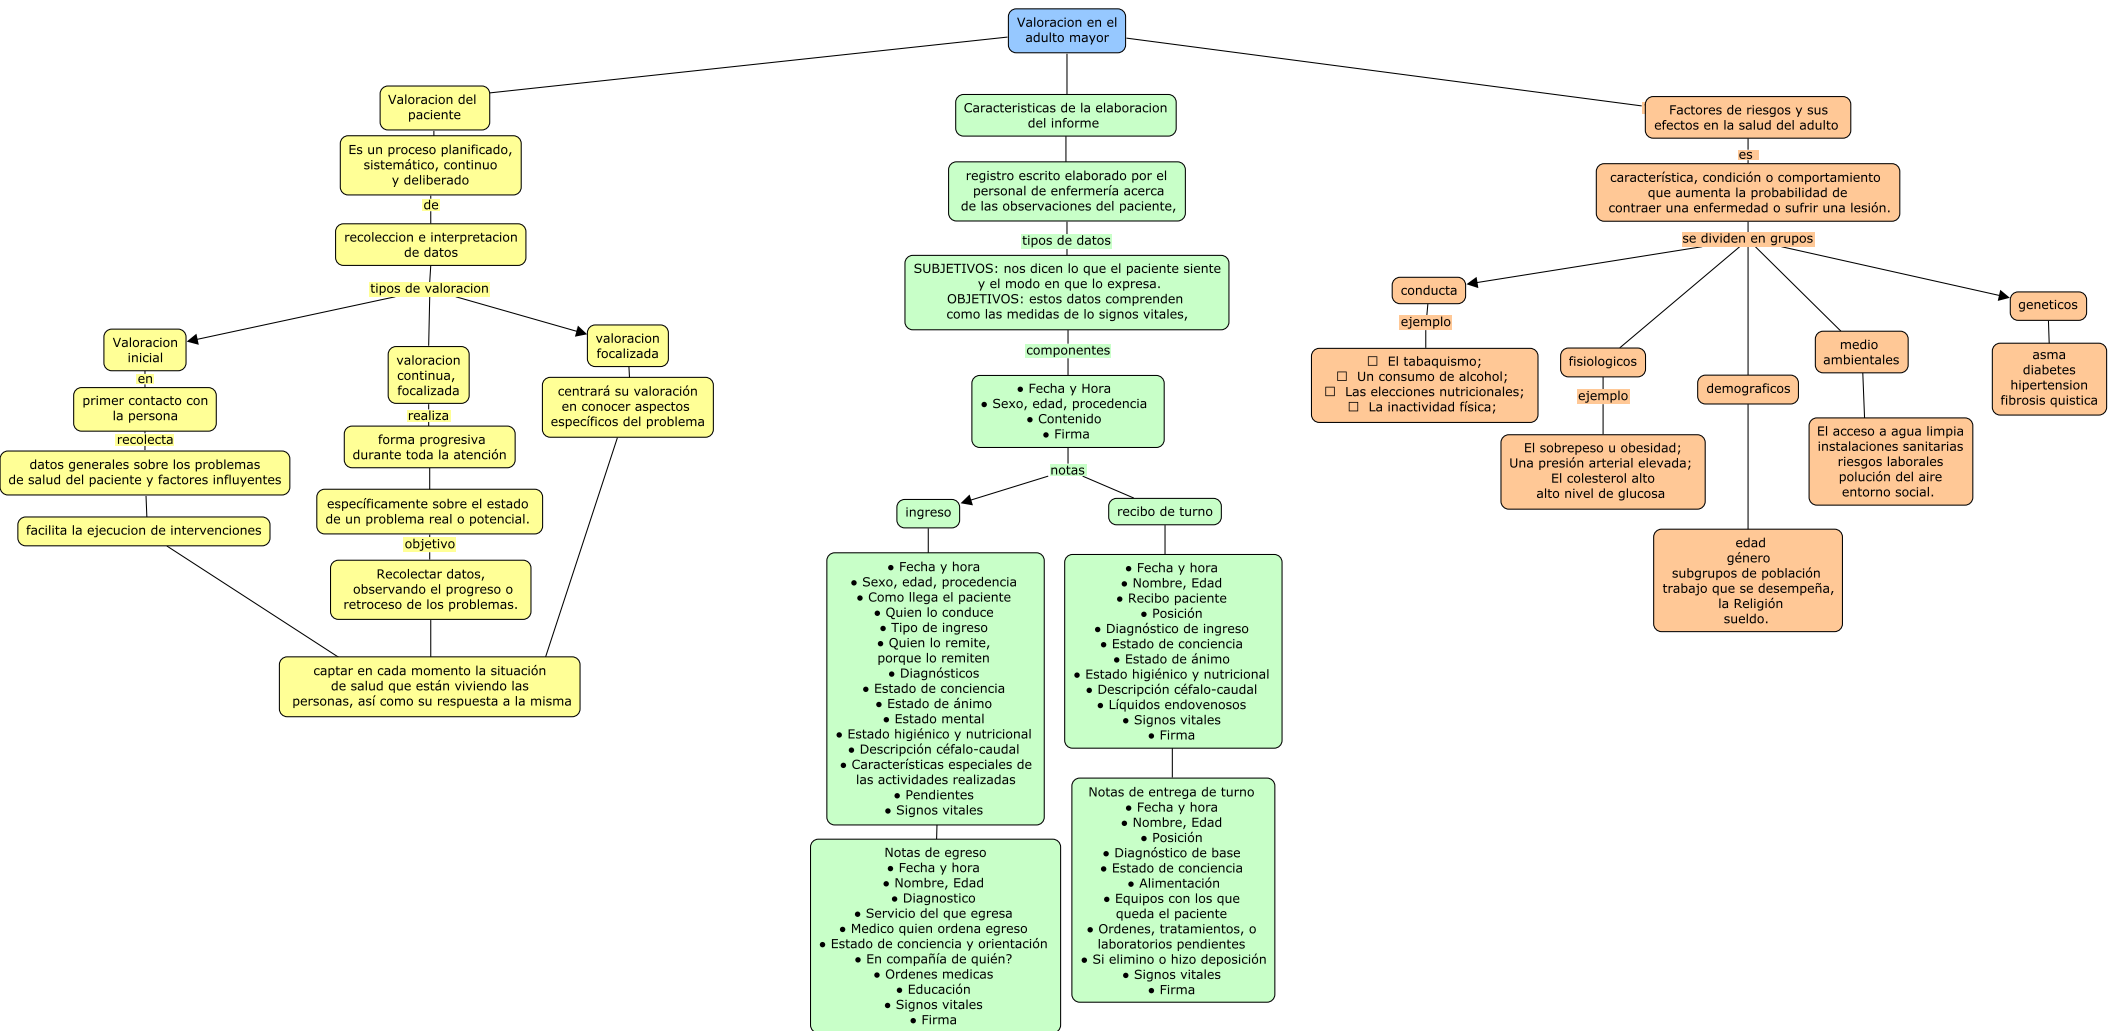 Valoracion en el
adulto mayor
Valoracion del
paciente
Es un proceso planificado,
sistemático, continuo
y deliberado
de
recoleccion e interpretacion
de datos
tipos de valoracion
Valoracion
inicial
en
primer contacto con
la persona
recolecta
datos generales sobre los problemas
de salud del paciente y factores influyentes
facilita la ejecucion de intervenciones
valoracion
continua,
focalizada
realiza
forma progresiva
durante toda la atención
específicamente sobre el estado
de un problema real o potencial.
objetivo
Recolectar datos,
observando el progreso o
retroceso de los problemas.
valoracion
focalizada
centrará su valoración
en conocer aspectos
específicos del problema
captar en cada momento la situación
de salud que están viviendo las
personas, así como su respuesta a la misma
Caracteristicas de la elaboracion
del informe
registro escrito elaborado por el
personal de enfermería acerca
de las observaciones del paciente,
tipos de datos
SUBJETIVOS: nos dicen lo que el paciente siente
y el modo en que lo expresa.
OBJETIVOS: estos datos comprenden
como las medidas de lo signos vitales,
componentes
● Fecha y Hora
● Sexo, edad, procedencia
● Contenido
● Firma
notas
ingreso
● Fecha y hora
● Sexo, edad, procedencia
● Como llega el paciente
● Quien lo conduce
● Tipo de ingreso
● Quien lo remite,
porque lo remiten
● Diagnósticos
● Estado de conciencia
● Estado de ánimo
● Estado mental
● Estado higiénico y nutricional
● Descripción céfalo-caudal
● Características especiales de
las actividades realizadas
● Pendientes
● Signos vitales
Notas de egreso
● Fecha y hora
● Nombre, Edad
● Diagnostico
● Servicio del que egresa
● Medico quien ordena egreso
● Estado de conciencia y orientación
● En compañía de quién?
● Ordenes medicas
● Educación
● Signos vitales
● Firma
recibo de turno
● Fecha y hora
● Nombre, Edad
● Recibo paciente
● Posición
● Diagnóstico de ingreso
● Estado de conciencia
● Estado de ánimo
● Estado higiénico y nutricional
● Descripción céfalo-caudal
● Líquidos endovenosos
● Signos vitales
● Firma
Notas de entrega de turno
● Fecha y hora
● Nombre, Edad
● Posición
● Diagnóstico de base
● Estado de conciencia
● Alimentación
● Equipos con los que
queda el paciente
● Ordenes, tratamientos, o
laboratorios pendientes
● Si elimino o hizo deposición
● Signos vitales
● Firma
Factores de riesgos y sus
efectos en la salud del adulto
es
característica, condición o comportamiento
que aumenta la probabilidad de
contraer una enfermedad o sufrir una lesión.
se dividen en grupos
conducta
ejemplo
☐ El tabaquismo;
☐ Un consumo de alcohol;
☐ Las elecciones nutricionales;
☐ La inactividad física;
fisiologicos
ejemplo
El sobrepeso u obesidad;
Una presión arterial elevada;
El colesterol alto
alto nivel de glucosa
demograficos
edad
género
subgrupos de población
trabajo que se desempeña,
la Religión
sueldo.
medio
ambientales
El acceso a agua limpia
instalaciones sanitarias
riesgos laborales
polución del aire
entorno social.
geneticos
asma
diabetes
hipertension
fibrosis quistica